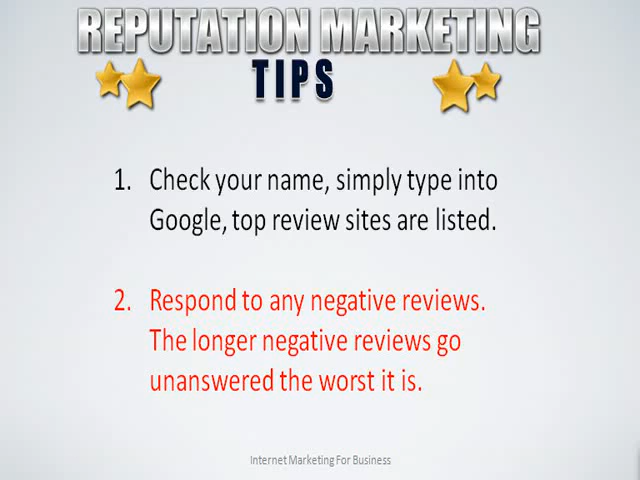 REPUTATION MARKETING
TIPS
1. Check your name, simply type into
Google, top review sites are listed.
2. Respond to any negative reviews.
The longer negative reviews go
unanswered the worst it is.
Internet Marketing For Business